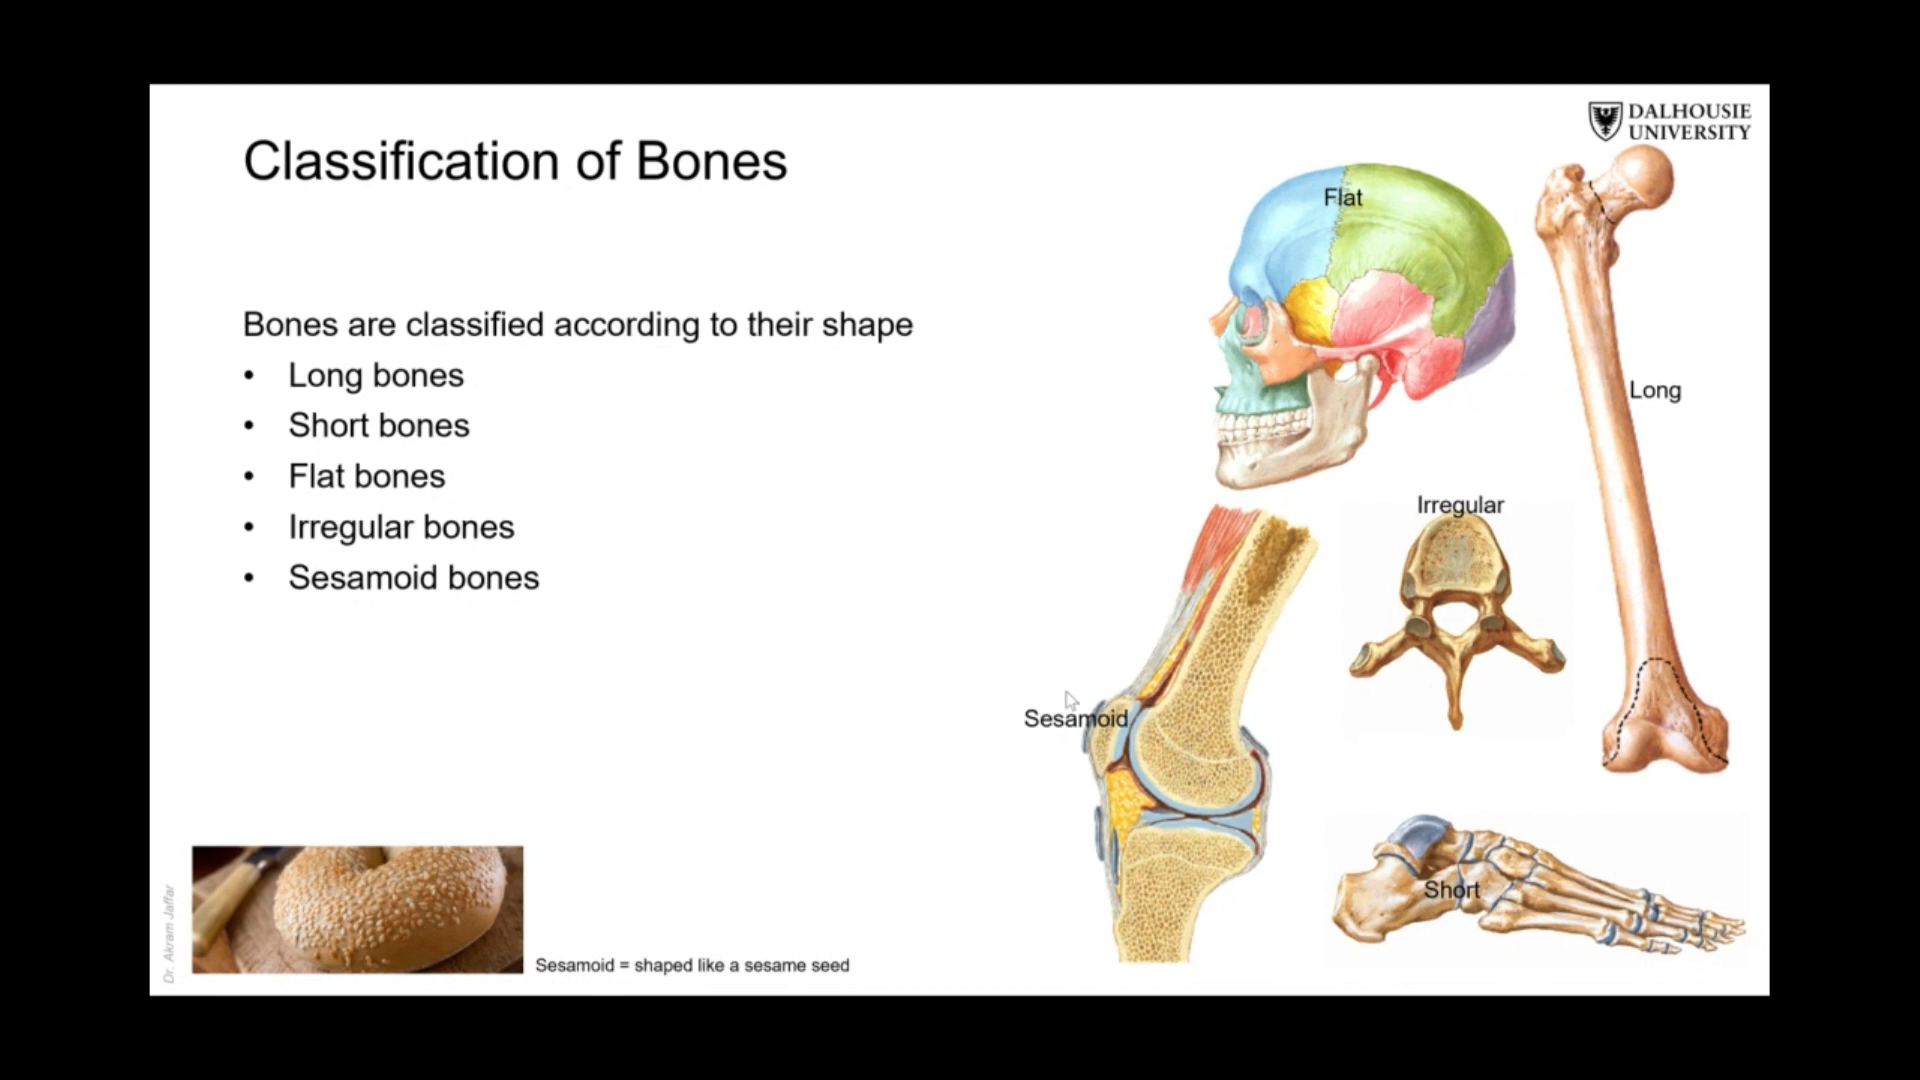 DALHOUSIE
UNIVERSITY
Classification of Bones
Bones are classified according to their shape
• Long bones
• Short bones
• Flat bones
• Irregular bones
• Sesamoid bones
Flat
Long
Irregular
Sesamoid
Short
Sesamoid = shaped like a sesame seed
Dr. Akram Jaffar